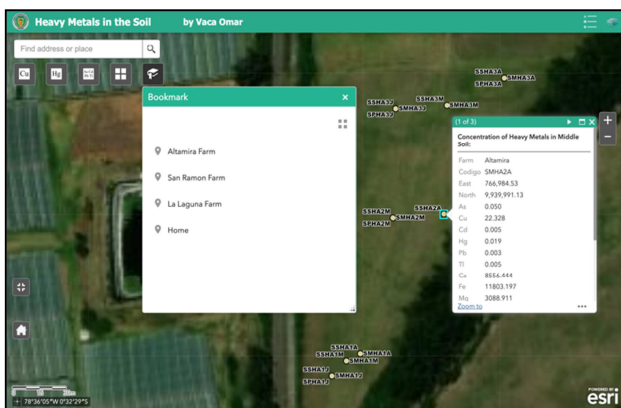 Heavy Metals in the Soil by Vaca Omar
Find address or place
Cu
Hg
Bookmark
Altamira Farm
San Ramon Farm
La Laguna Farm
Home
SSHA3A
SMHA3A
SPHA3A
SSHA3J
SMHA3J
SPHA3J
SSHA3M
SMHA3M
(1 of 3)
Concentration of Heavy Metals in Middle
Soil:
Farm Altamira
Codigo SMHA2A
East 766,984.53
North 9,939,991.13
As 0.050
Cu 22.328
Cd 0.005
Hg 0.019
Pb 0.003
Tl 0.005
Ca 8556.444
Fe 11803.197
Mg 3088.911
Zoom to
SSHA2M
SMHA2M
SPHA2M
SSHA2A
SSHA1A
SMHA1A
SSHA1M
SMHA1M
SSHA1J
SMHA1J
SPHA1J
78°36'05"W 0°32'29"S
POWERED BY
esri